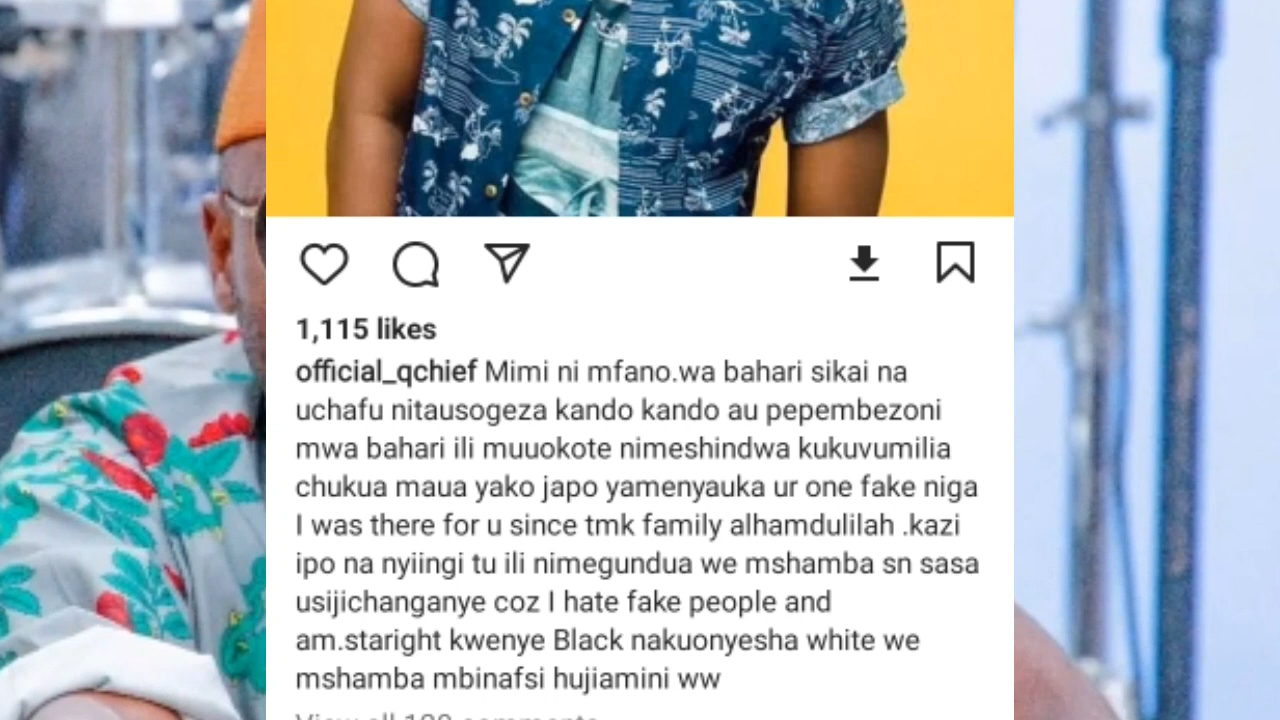 1,115 likes
official_qchief Mimi ni mfano.wa bahari sikai na
uchafu nitausogeza kando kando au pepembezoni
mwa bahari ili muuokote nimeshindwa kukuvumilia
chukua maua yako japo yamenyauka ur one fake niga
I was there for u since tmk family alhamdulilah .kazi
ipo na nyiingi tu ili nimegundua we mshamba sn sasa
usijichanganye coz I hate fake people and
am.staright kwenye Black nakuonyesha white we
mshamba mbinafsi hujiamini ww
View all comments